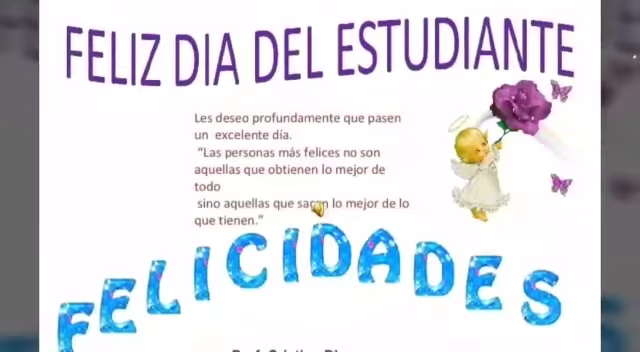 FELIZ DIA DEL ESTUDIANTE
Les deseo profundamente que pasen
un excelente día.
“Las personas más felices no son
aquellas que obtienen lo mejor de
todo
sino aquellas que sacan lo mejor de lo
que tienen.”
FELICIDADES